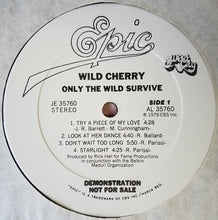 Epic
WILD CHERRY
ONLY THE WILD SURVIVE
JE 35760
STEREO
SIDE 1
AL 35760
℗ 1979 CBS Inc.
1. TRY A PIECE OF MY LOVE 4:28
J. R. Barrett - M. Cunningham-
2. LOOK AT HER DANCE 4:40 -R. Ballard-
3. DON'T WAIT TOO LONG 5:50 -R. Parissi-
4. STARLIGHT 4:25 -R. Parissi-
Produced by Rick Hall for Fame Productions
in conjunction with the Belkin
Maduri Organization
DEMONSTRATION
NOT FOR SALE